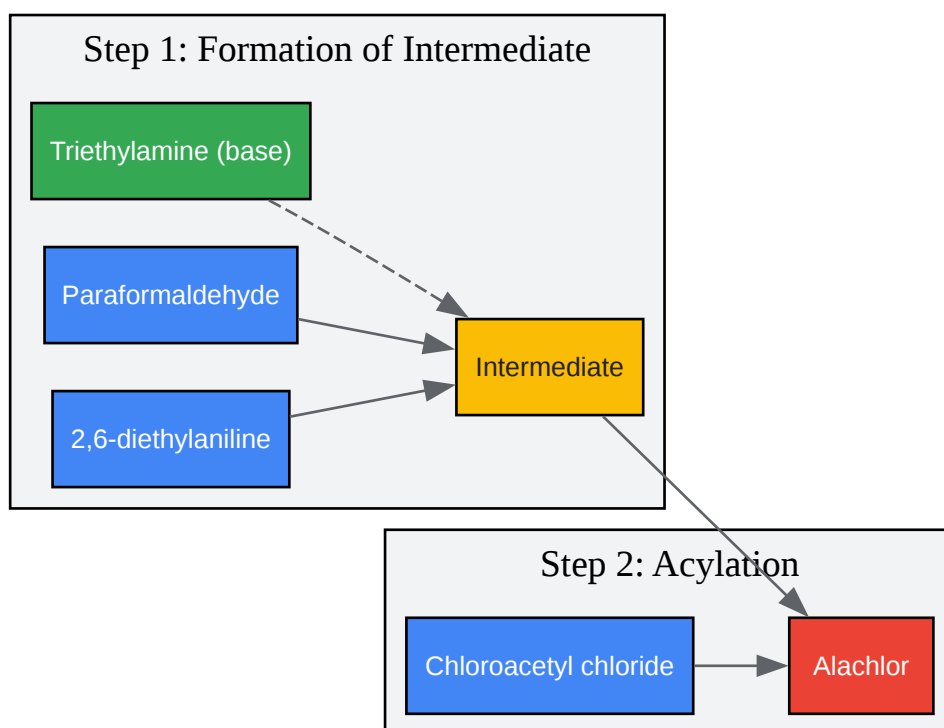 Step 1: Formation of Intermediate
Triethylamine (base)
Paraformaldehyde
Intermediate
2,6-diethylaniline
Step 2: Acylation
Chloroacetyl chloride
Alachlor